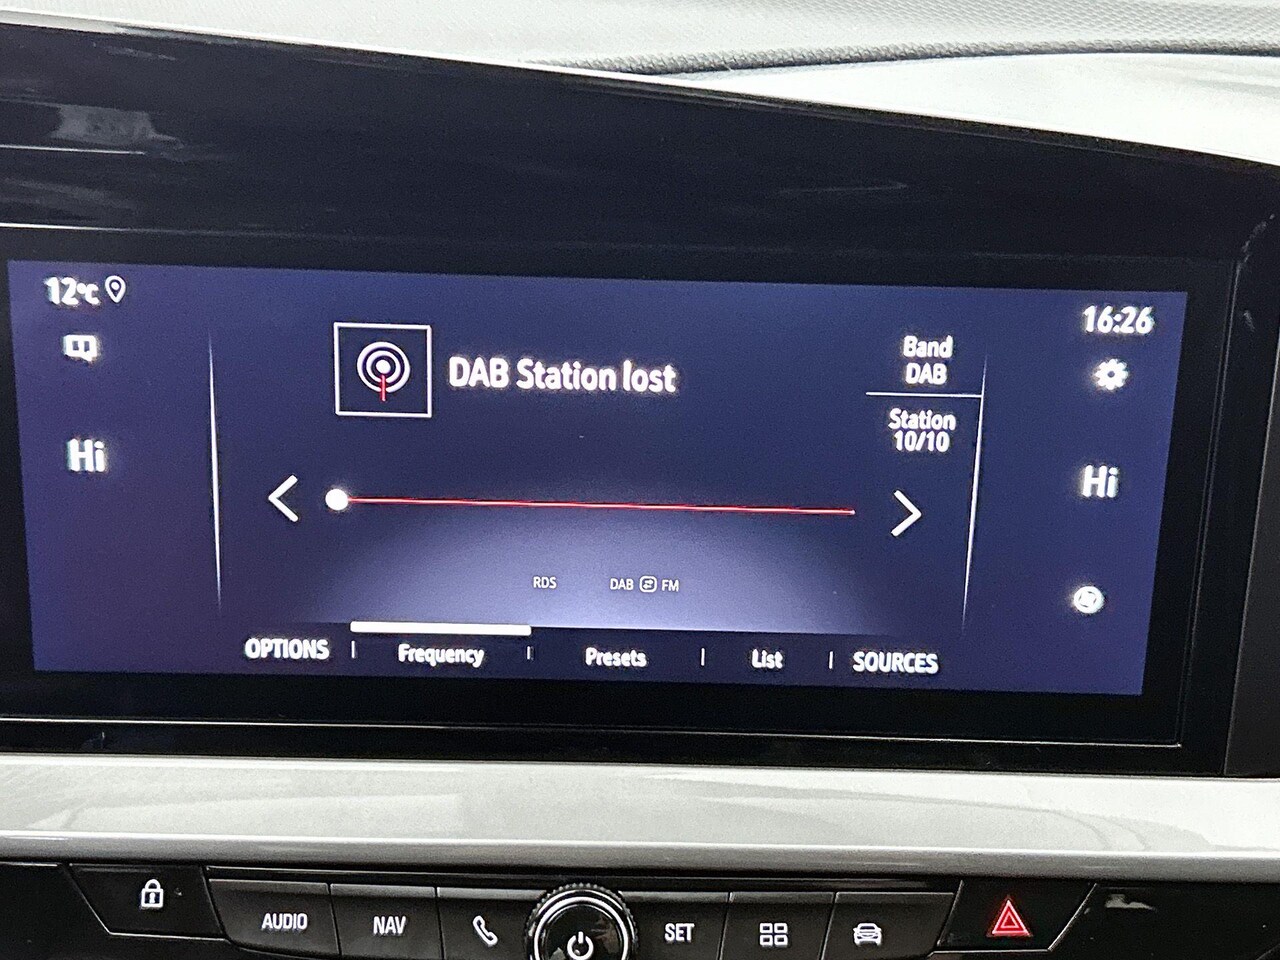 12°C
16:26
DAB Station lost
Band
DAB
Station
10/10
Hi
Hi
RDS
DAB FM
OPTIONS
Frequency
Presets
List
SOURCES
AUDIO
NAV
SET